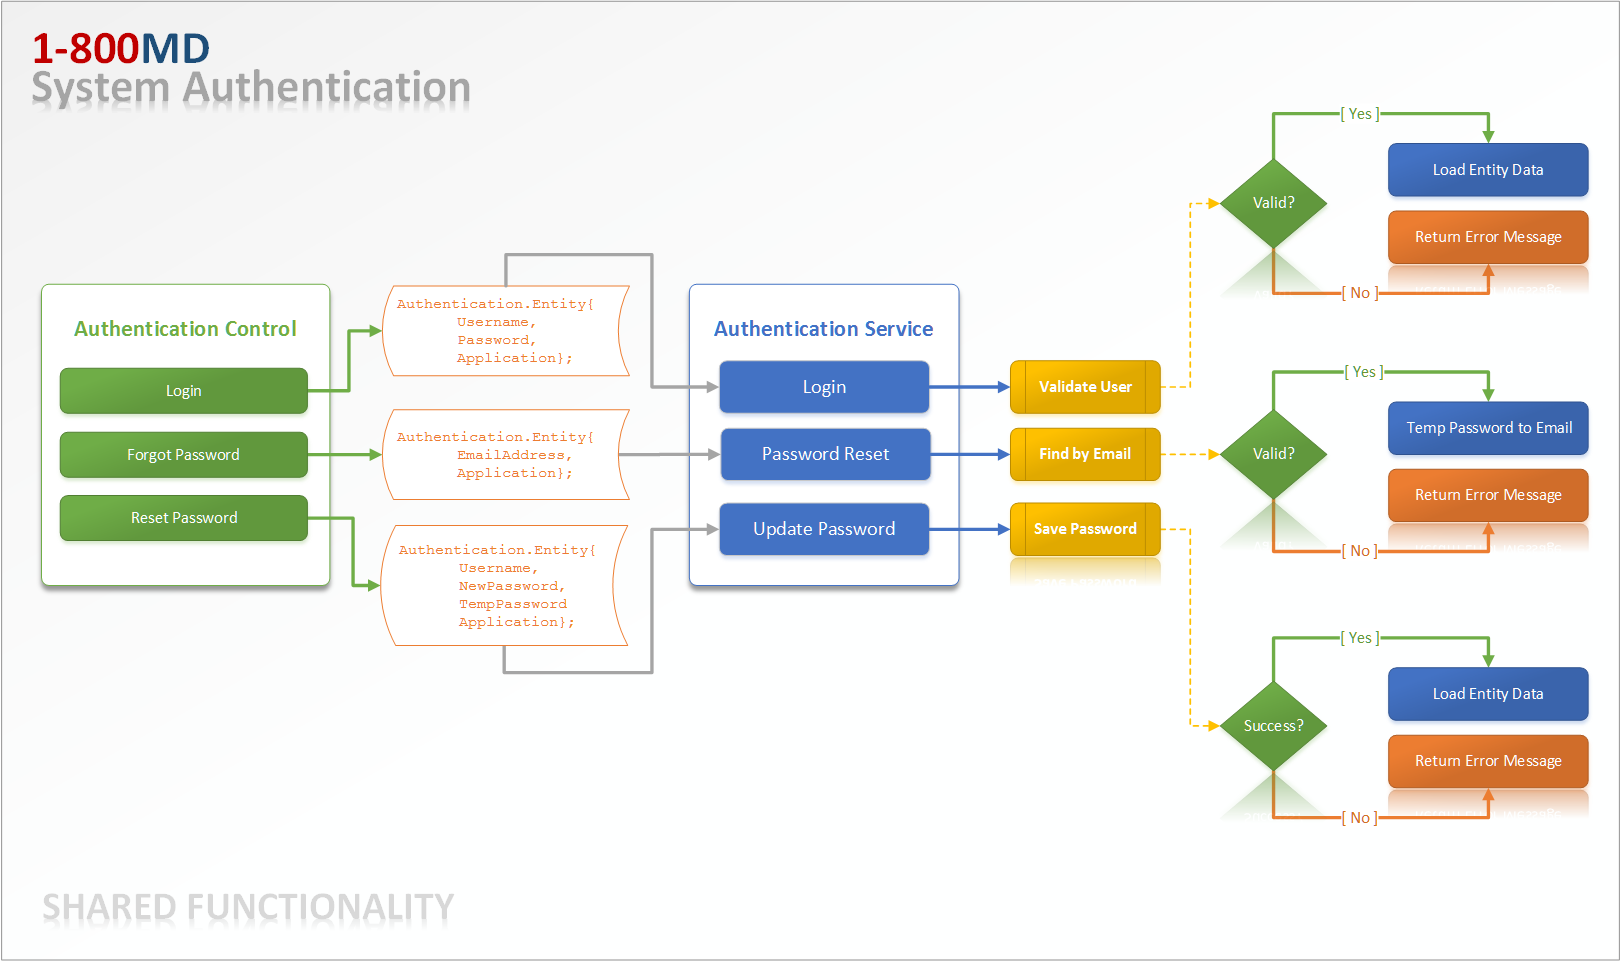 1-800MD
System Authentication
Authentication Control
Login
Forgot Password
Reset Password
Authentication.Entity{
Username,
Password,
Application};
Authentication.Entity{
EmailAddress,
Application};
Authentication.Entity{
Username,
NewPassword,
TempPassword
Application};
Authentication Service
Login
Password Reset
Update Password
Validate User
Find by Email
Save Password
[ Yes ]
Valid?
Load Entity Data
Return Error Message
[ No ]
[ Yes ]
Valid?
Temp Password to Email
Return Error Message
[ No ]
[ Yes ]
Success?
Load Entity Data
Return Error Message
[ No ]
SHARED FUNCTIONALITY